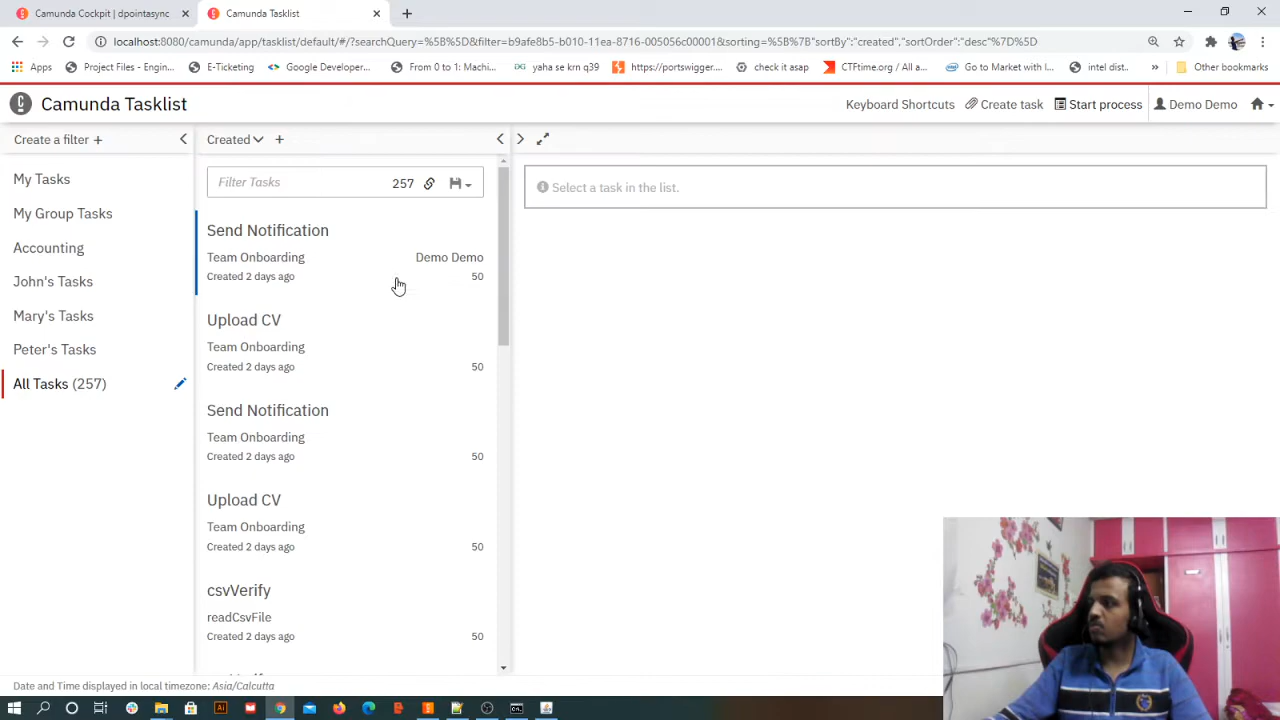 Camunda Cockpit | dpointasync
Camunda Tasklist
localhost:8080/camunda/app/tasklist/default/#/?searchQuery=%5B%5D&filter=b9afe8b5-b010-11ea-8716-005056c00001&sorting=%5B%7B"sortBy":"created","sortOrder":"desc"%7D%5D
Apps
Project Files - Engin...
E-Ticketing
Google Developer...
From 0 to 1: Machi...
yaha se krn q39
https://portswigger...
check it asap
CTFtime.org / All a...
Go to Market with I...
intel dist..
»
Other bookmarks
Camunda Tasklist
Keyboard Shortcuts
Create task
Start process
Demo Demo
Create a filter +
Created
My Tasks
My Group Tasks
Accounting
John's Tasks
Mary's Tasks
Peter's Tasks
All Tasks (257)
Filter Tasks
257
Send Notification
Team Onboarding Demo Demo
Created 2 days ago 50
Upload CV
Team Onboarding
Created 2 days ago 50
Send Notification
Team Onboarding
Created 2 days ago 50
Upload CV
Team Onboarding
Created 2 days ago 50
csvVerify
readCsvFile
Created 2 days ago 50
Select a task in the list.
Date and Time displayed in local timezone: Asia/Calcutta